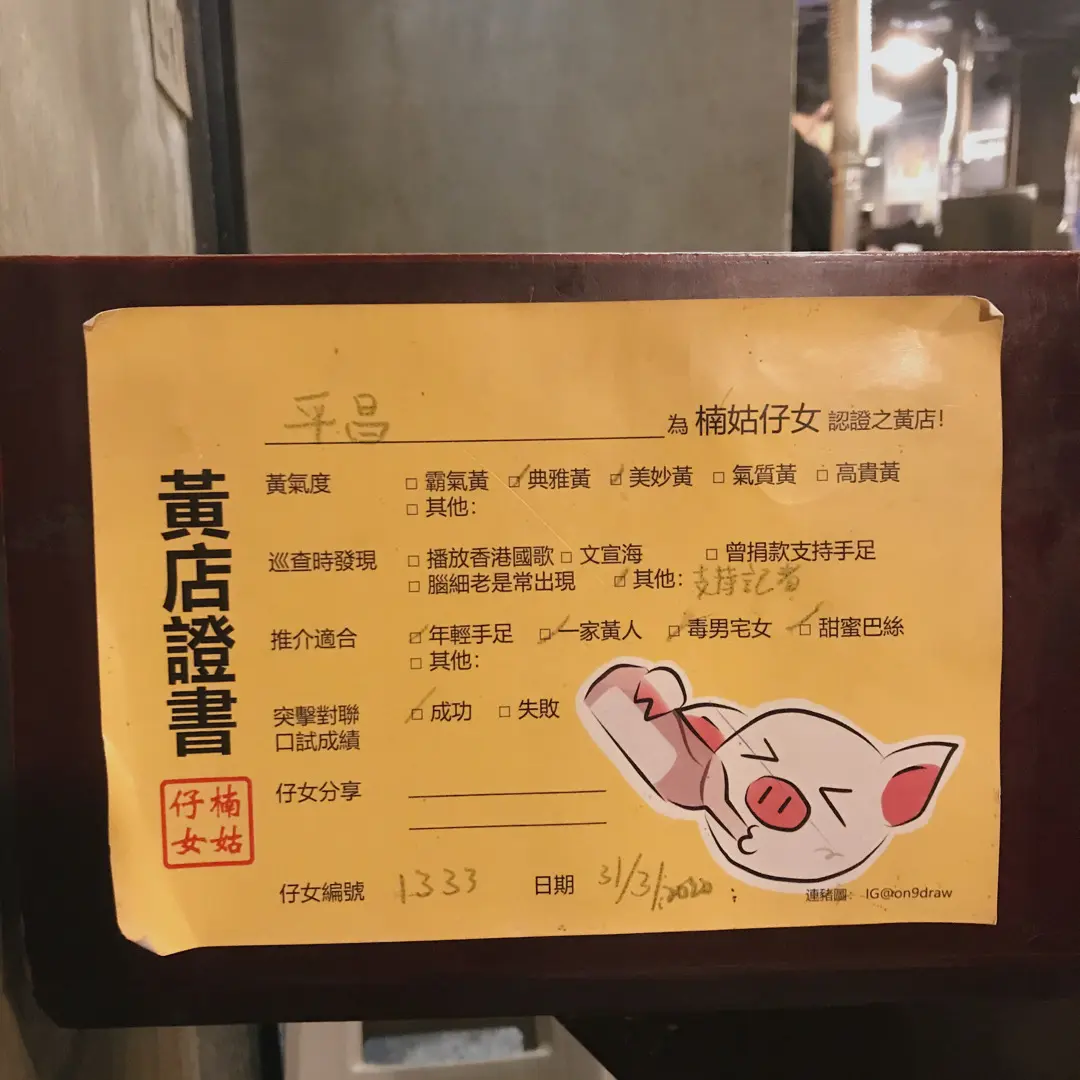 平昌 為 楠姑仔女 認證之黃店!
黃店證書
黃氣度 □ 霸氣黃 ☑ 典雅黃 ☑ 美妙黃 □ 氣質黃 □ 高貴黃
□ 其他:
巡查時發現 □ 播放香港國歌 □ 文宣海 □ 曾捐款支持手足
□ 腦細老是常出現 ☑ 其他: 支持記者
推介適合 ☑ 年輕手足 ☑ 一家黃人 ☑ 毒男宅女 ☑ 甜蜜巴絲
□ 其他:
突擊對聯 ☑ 成功 □ 失敗
口試成績
仔女分享
楠姑
仔女
仔女編號 1333 日期 31/3/2020
連豬圖: IG@on9draw